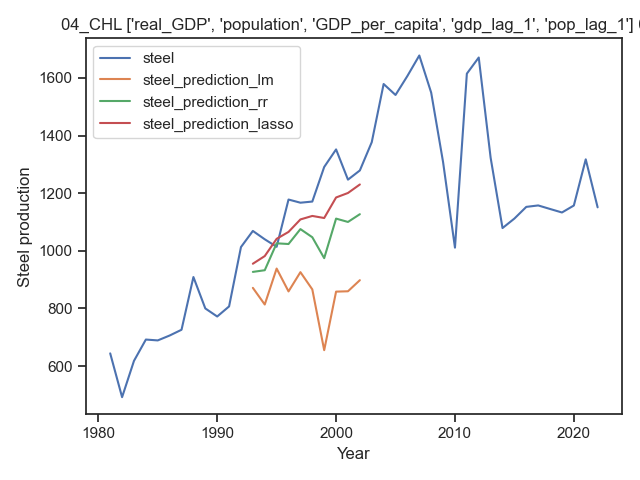 04_CHL ['real_GDP', 'population', 'GDP_per_capita', 'gdp_lag_1', 'pop_lag_1']
steel
steel_prediction_lm
steel_prediction_rr
steel_prediction_lasso
Steel production
1600
1400
1200
1000
800
600
1980 1990 2000 2010 2020
Year